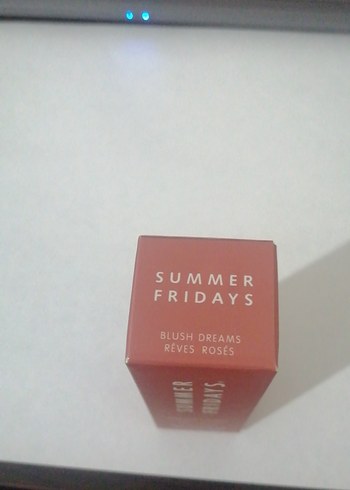 SUMMER
FRIDAYS
BLUSH DREAMS
RÊVES ROSÉS
SUMMER
FRIDAYS